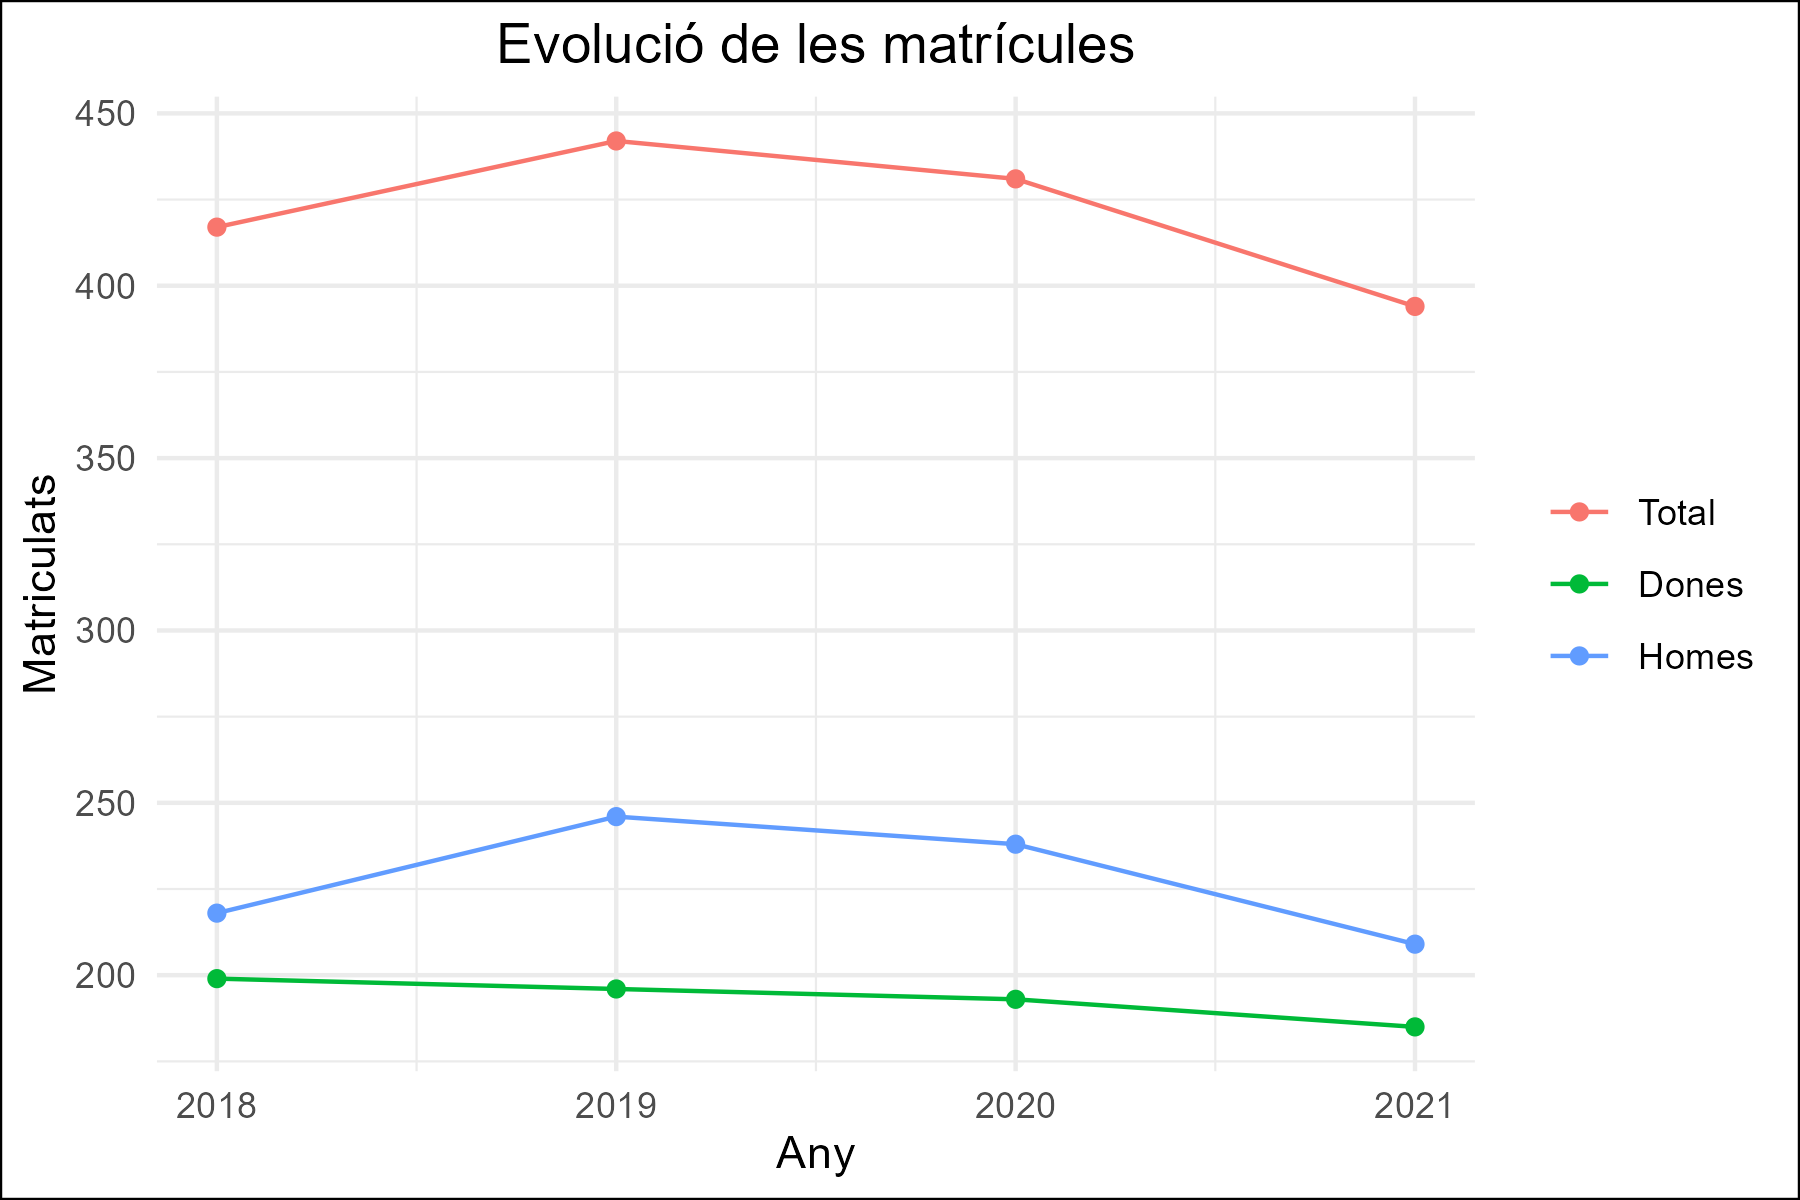 Evolució de les matrícules
450
400
350
300
250
200
Matriculats
2018
2019
2020
2021
Any
Total
Dones
Homes